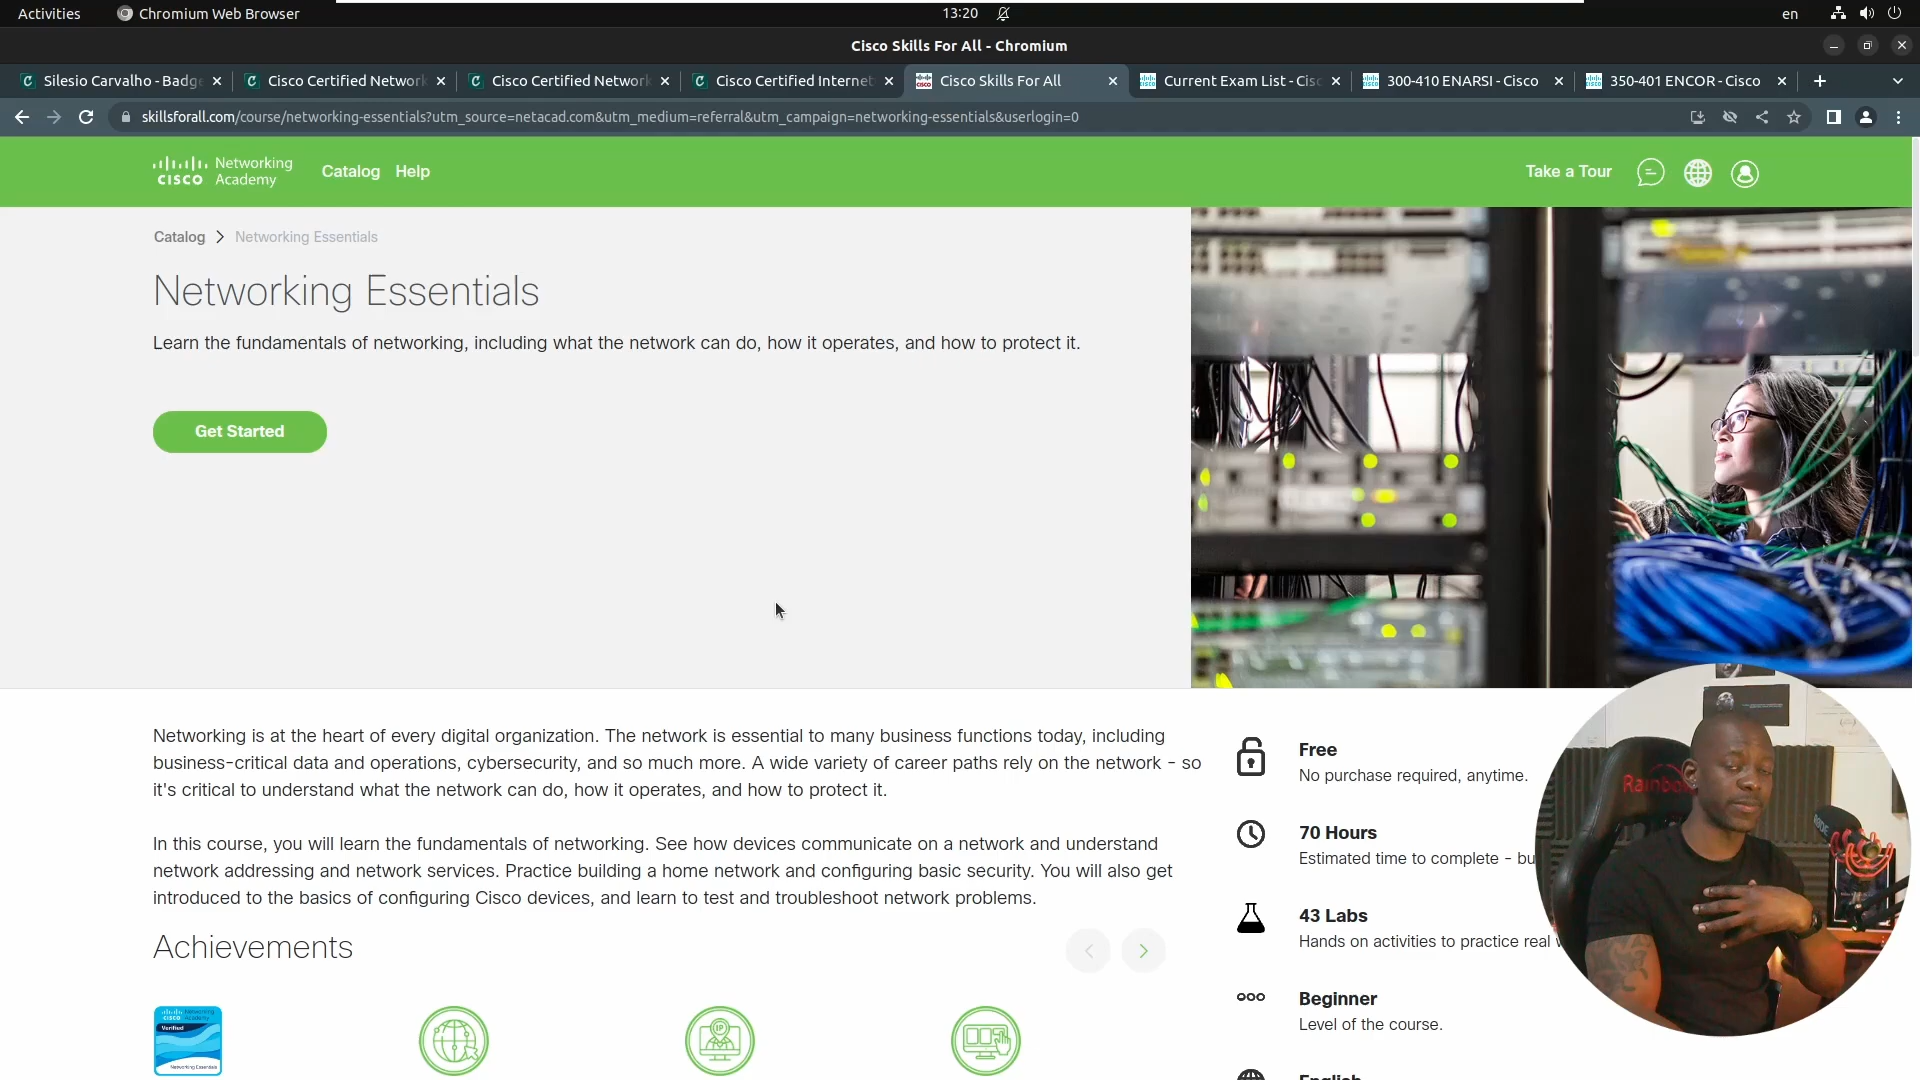 Activities
Chromium Web Browser
13:20
en
Cisco Skills For All - Chromium
Silesio Carvalho - Badge
Cisco Certified Network
Cisco Certified Network
Cisco Certified Internet
Cisco Skills For All
Current Exam List - Cisc
300-410 ENARSI - Cisco
350-401 ENCOR - Cisco
skillsforall.com/course/networking-essentials?utm_source=netacad.com&utm_medium=referral&utm_campaign=networking-essentials&userlogin=0
CISCO Networking Academy
Catalog
Help
Take a Tour
Catalog > Networking Essentials
Networking Essentials
Learn the fundamentals of networking, including what the network can do, how it operates, and how to protect it.
Get Started
Networking is at the heart of every digital organization. The network is essential to many business functions today, including
business-critical data and operations, cybersecurity, and so much more. A wide variety of career paths rely on the network - so
it's critical to understand what the network can do, how it operates, and how to protect it.
In this course, you will learn the fundamentals of networking. See how devices communicate on a network and understand
network addressing and network services. Practice building a home network and configuring basic security. You will also get
introduced to the basics of configuring Cisco devices, and learn to test and troubleshoot network problems.
Achievements
CISCO Networking Academy
Verified
Networking Essentials
IP
Free
No purchase required, anytime.
70 Hours
Estimated time to complete - bu
43 Labs
Hands on activities to practice real
Beginner
Level of the course.
English
RODE